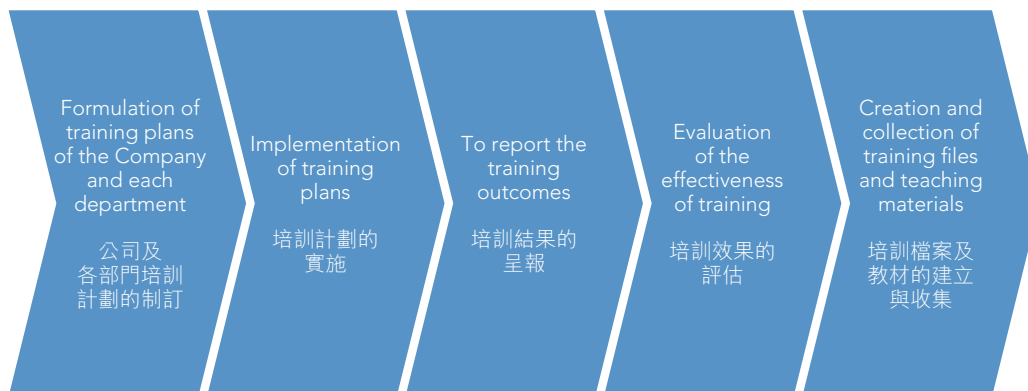 Formulation of
training plans
of the Company
and each
department
公司及
各部門培訓
計劃的制訂
Implementation
of training
plans
培訓計劃的
實施
To report the
training
outcomes
培訓結果的
呈報
Evaluation
of the
effectiveness
of training
培訓效果的
評估
Creation and
collection of
training files
and teaching
materials
培訓檔案及
教材的建立
與收集